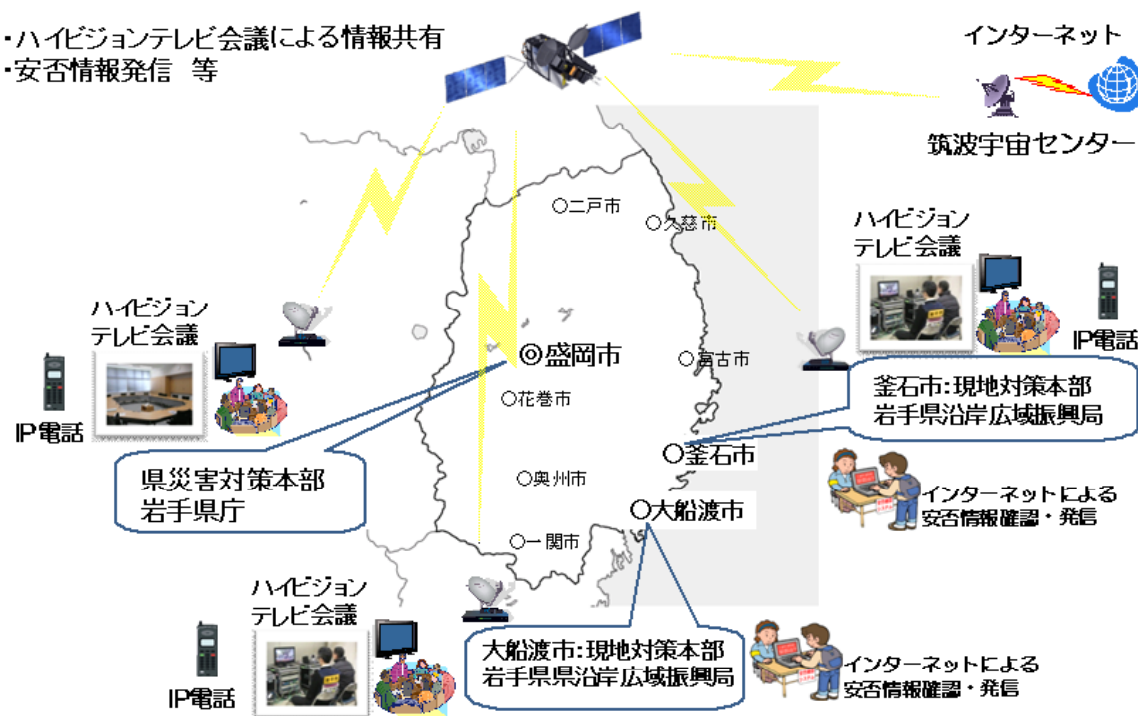 ・ハイビジョンテレビ会議による情報共有
・安否情報発信 等
インターネット
筑波宇宙センター
○二戸市
○久慈市
ハイビジョン
テレビ会議
IP電話
ハイビジョン
テレビ会議
IP電話
◎盛岡市
○宮古市
○花巻市
釜石市:現地対策本部
岩手県沿岸広域振興局
○釜石市
県災害対策本部
岩手県庁
○奥州市
○大船渡市
インターネットによる
安否情報確認・発信
○一関市
ハイビジョン
テレビ会議
IP電話
大船渡市:現地対策本部
岩手県県沿岸広域振興局
インターネットによる
安否情報確認・発信